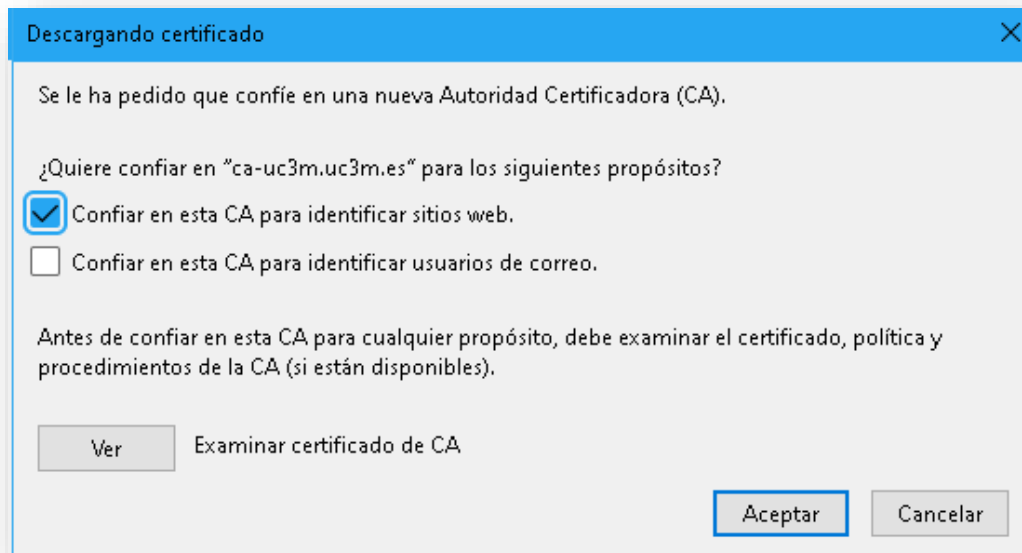 Descargando certificado
Se le ha pedido que confíe en una nueva Autoridad Certificadora (CA).
¿Quiere confiar en “ca-uc3m.uc3m.es“ para los siguientes propósitos?
Confiar en esta CA para identificar sitios web.
Confiar en esta CA para identificar usuarios de correo.
Antes de confiar en esta CA para cualquier propósito, debe examinar el certificado, política y
procedimientos de la CA (si están disponibles).
Ver Examinar certificado de CA
Aceptar Cancelar